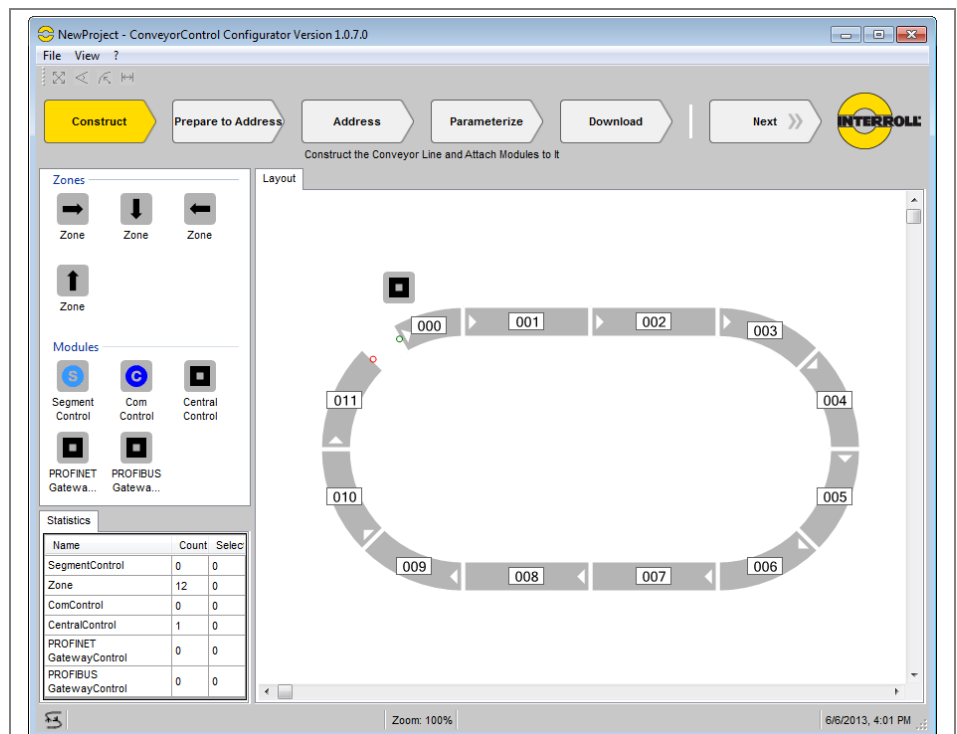 NewProject - ConveyorControl Configurator Version 1.0.7.0
File View ?
Construct
Prepare to Address
Address
Parameterize
Download
Next
INTERROLL
Construct the Conveyor Line and Attach Modules to It
Zones
Zone
Zone
Zone
Zone
Modules
S
C
Segment
Control
Com
Control
Central
Control
PROFINET
Gatewa...
PROFIBUS
Gatewa...
Layout
000
001
002
003
011
004
010
005
009
008
007
006
Statistics
Name Count Selec
SegmentControl 0 0
Zone 12 0
ComControl 0 0
CentralControl 1 0
PROFINET
GatewayControl 0 0
PROFIBUS
GatewayControl 0 0
Zoom: 100%
6/6/2013, 4:01 PM